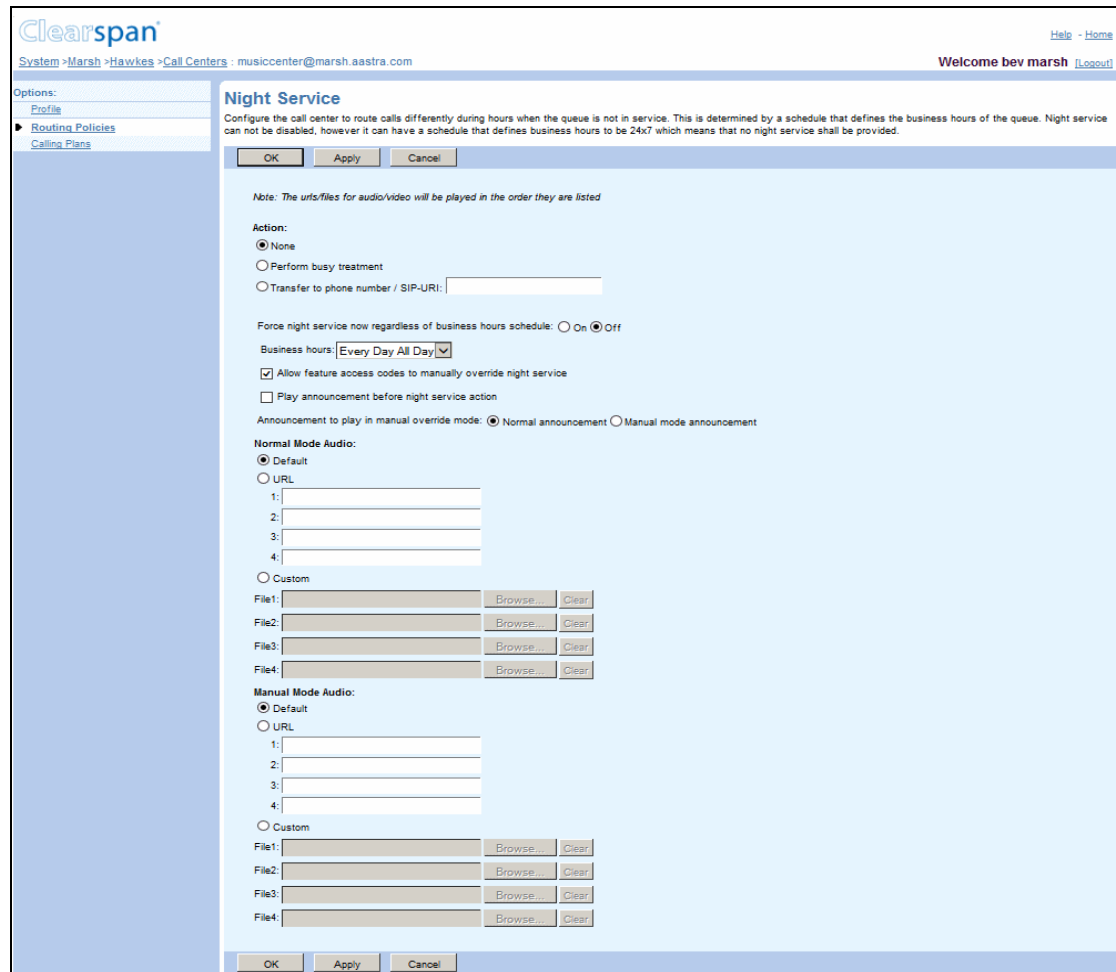 Clearspan
Help - Home
System >Marsh >Hawkes >Call Centers : musiccenter@marsh.aastra.com
Welcome bev marsh [Logout]
Options:
Profile
Routing Policies
Calling Plans
Night Service
Configure the call center to route calls differently during hours when the queue is not in service. This is determined by a schedule that defines the business hours of the queue. Night service
can not be disabled, however it can have a schedule that defines business hours to be 24x7 which means that no night service shall be provided.
OK Apply Cancel
Note: The urls/files for audio/video will be played in the order they are listed
Action:
None
Perform busy treatment
Transfer to phone number / SIP-URI:
Force night service now regardless of business hours schedule: On Off
Business hours: Every Day All Day
Allow feature access codes to manually override night service
Play announcement before night service action
Announcement to play in manual override mode: Normal announcement Manual mode announcement
Normal Mode Audio:
Default
URL
1:
2:
3:
4:
Custom
File1: Browse... Clear
File2: Browse... Clear
File3: Browse... Clear
File4: Browse... Clear
Manual Mode Audio:
Default
URL
1:
2:
3:
4:
Custom
File1: Browse... Clear
File2: Browse... Clear
File3: Browse... Clear
File4: Browse... Clear
OK Apply Cancel